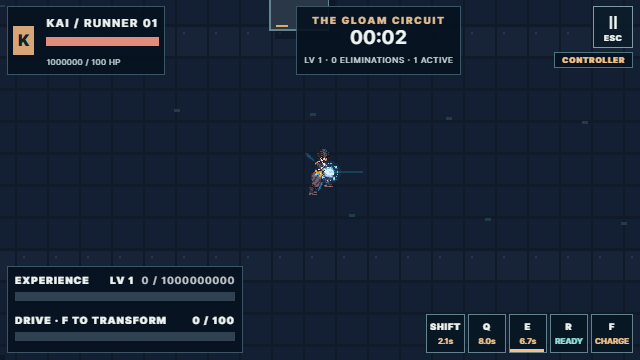 K
KAI / RUNNER 01
1000000 / 100 HP
THE GLOAM CIRCUIT
00:02
LV 1 · 0 ELIMINATIONS · 1 ACTIVE
ESC
CONTROLLER
EXPERIENCE LV 1 0 / 1000000000
DRIVE · F TO TRANSFORM 0 / 100
SHIFT Q E R F
2.1s 8.0s 6.7s READY CHARGE